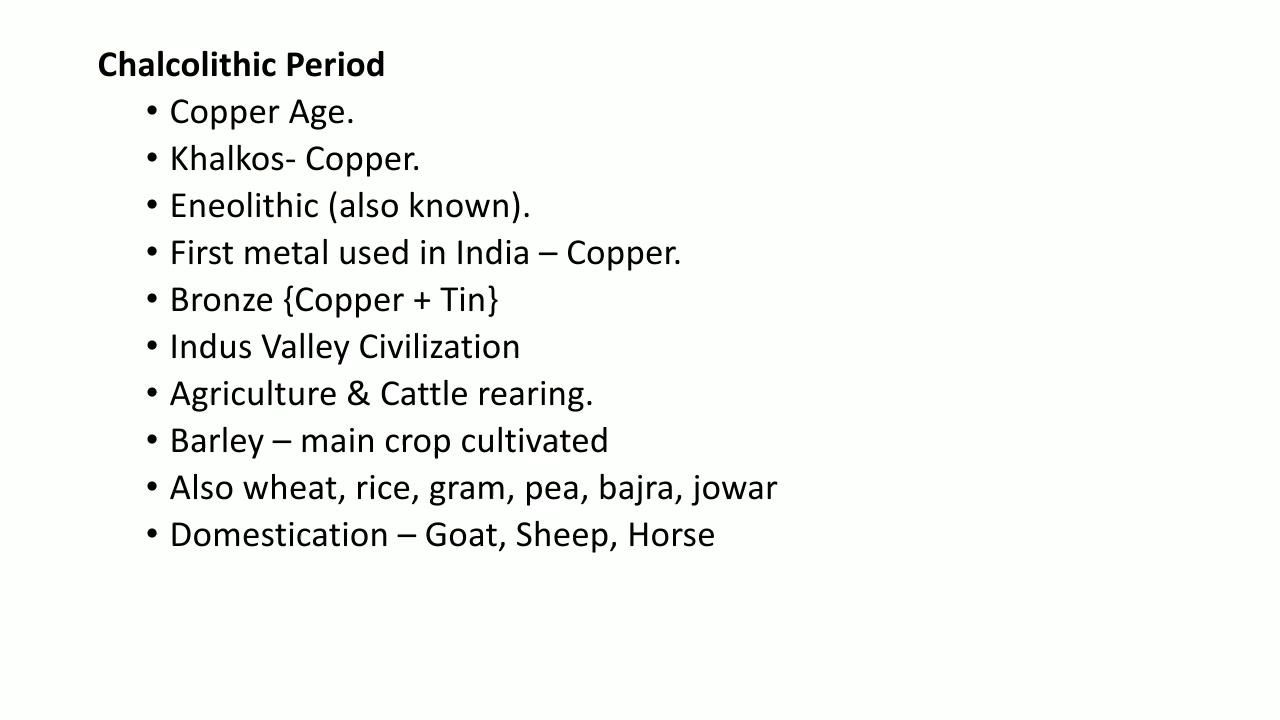 Chalcolithic Period
• Copper Age.
• Khalkos- Copper.
• Eneolithic (also known).
• First metal used in India – Copper.
• Bronze {Copper + Tin}
• Indus Valley Civilization
• Agriculture & Cattle rearing.
• Barley – main crop cultivated
• Also wheat, rice, gram, pea, bajra, jowar
• Domestication – Goat, Sheep, Horse